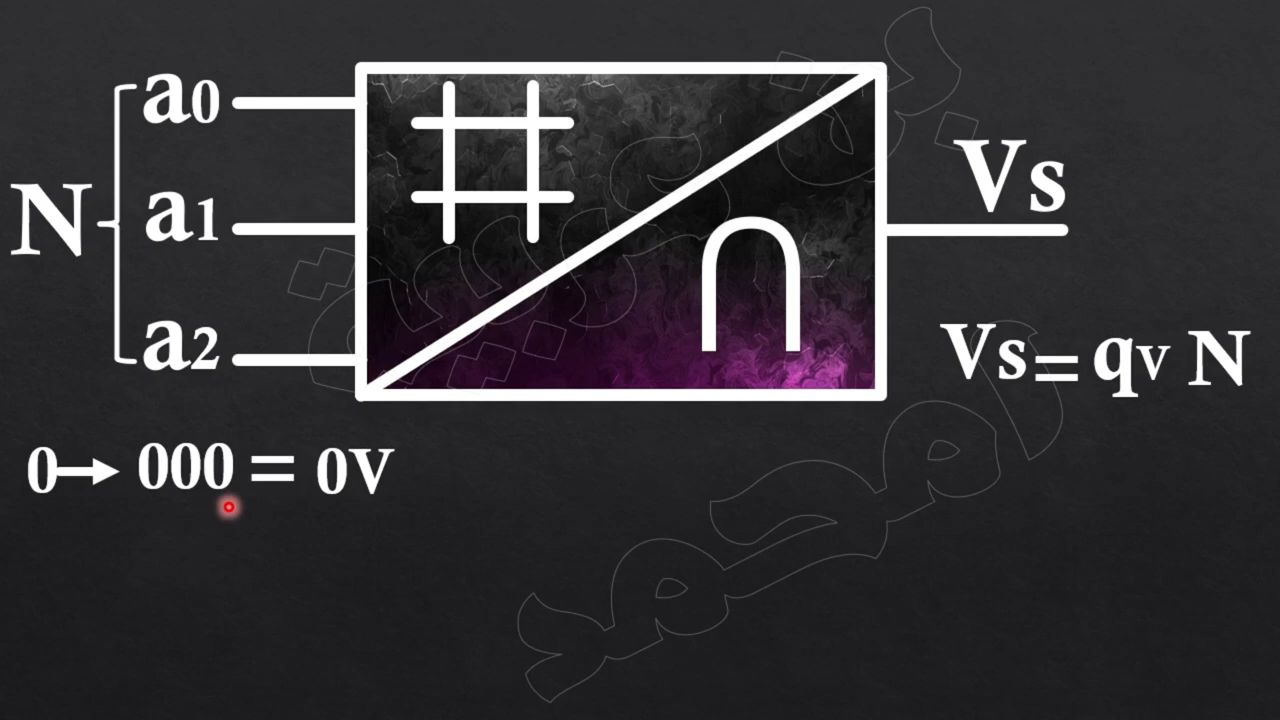 a0
a1
N
a2
#
∩
Vs
Vs = qv N
0→ 000 = 0V